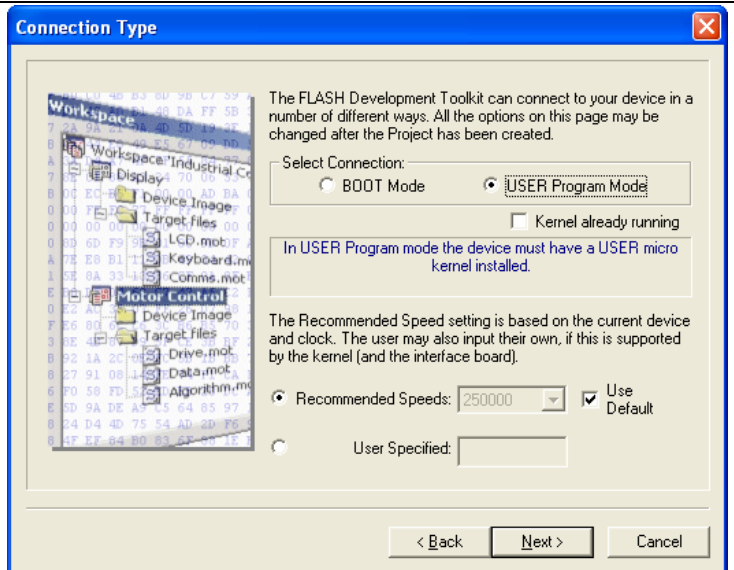 Connection Type
Workspace
Workspace 'Industrial Co
Display
Device Image
Target files
LCD.mot
Keyboard.m
Comms.mot
Motor Control
Device Image
Target files
Drive.mot
Data.mot
Algorithm.mo
The FLASH Development Toolkit can connect to your device in a
number of different ways. All the options on this page may be
changed after the Project has been created.
Select Connection:
BOOT Mode
USER Program Mode
Kernel already running
In USER Program mode the device must have a USER micro
kernel installed.
The Recommended Speed setting is based on the current device
and clock. The user may also input their own, if this is supported
by the kernel (and the interface board).
Recommended Speeds: 250000
Use
Default
User Specified:
< Back
Next >
Cancel